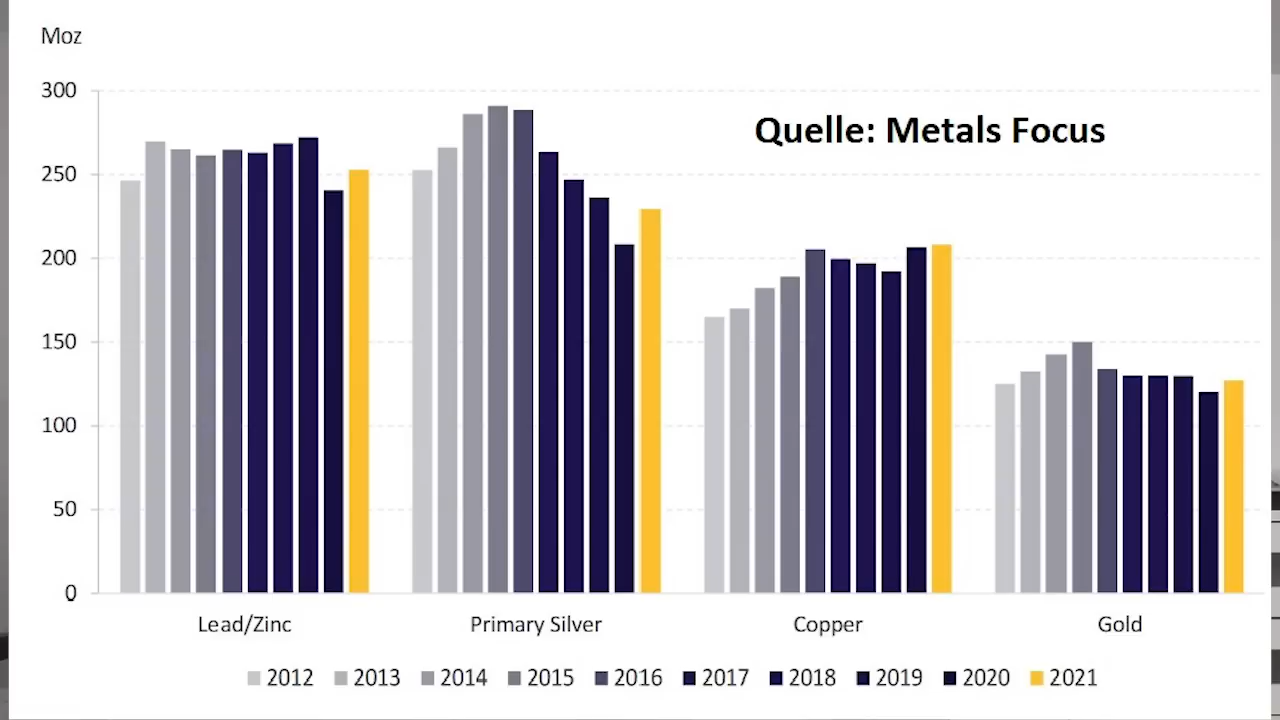 Moz
300
Quelle: Metals Focus
250
200
150
100
50
0
Lead/Zinc Primary Silver Copper Gold
2012 2013 2014 2015 2016 2017 2018 2019 2020 2021